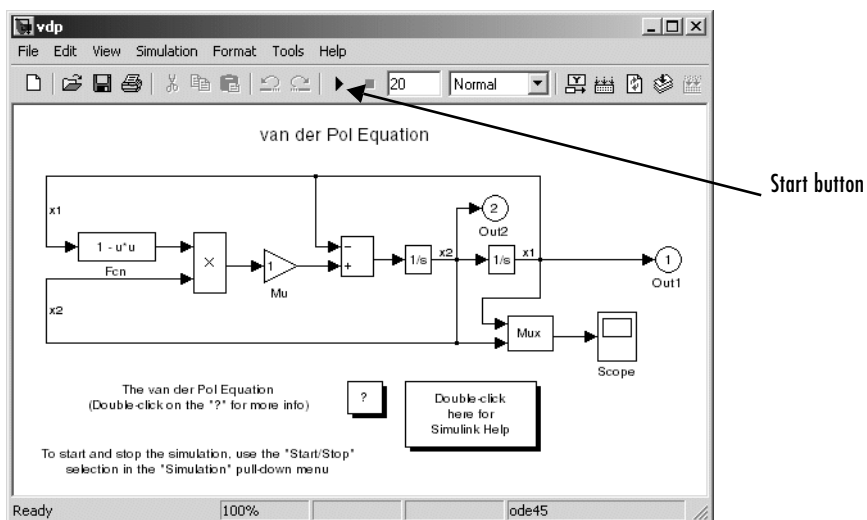 vdp
File Edit View Simulation Format Tools Help
20 Normal
Start button
van der Pol Equation
x1
1 - u*u
Fcn
×
1
Mu
−
+
1/s
x2
2
Out2
1/s
x1
1
Out1
x2
Mux
Scope
The van der Pol Equation
(Double-click on the "?" for more info)
?
Double-click
here for
Simulink Help
To start and stop the simulation, use the "Start/Stop"
selection in the "Simulation" pull-down menu
Ready 100% ode45